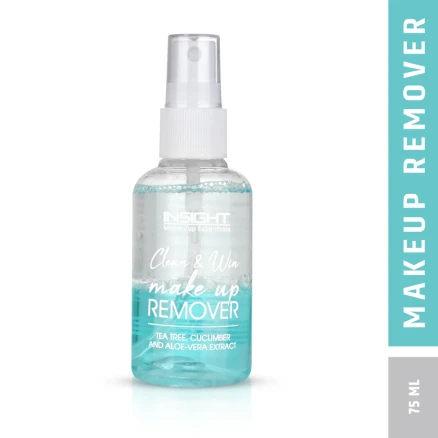 INSIGHT
Clean & Win
make up
REMOVER
TEA TREE, CUCUMBER
AND ALOE-VERA EXTRACT
MAKEUP REMOVER
75 ML